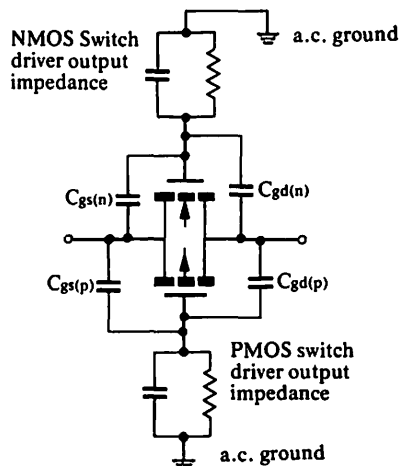 NMOS Switch
driver output
impedance
a.c. ground
Cgs(n)
Cgd(n)
Cgs(p)
Cgd(p)
PMOS switch
driver output
impedance
a.c. ground